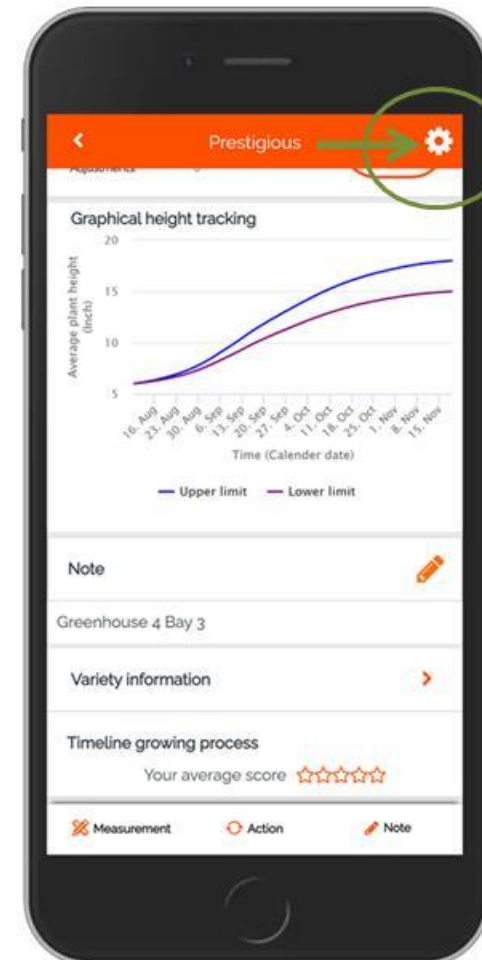 Prestigious
Adjustments
Graphical height tracking
20
15
10
5
Average plant height
(Inch)
16. Aug
23. Aug
30. Aug
6. Sep
13. Sep
20. Sep
27. Sep
4. Oct
11. Oct
18. Oct
25. Oct
1. Nov
8. Nov
15. Nov
Time (Calender date)
Upper limit Lower limit
Note
Greenhouse 4 Bay 3
Variety information
Timeline growing process
Your average score
Measurement Action Note